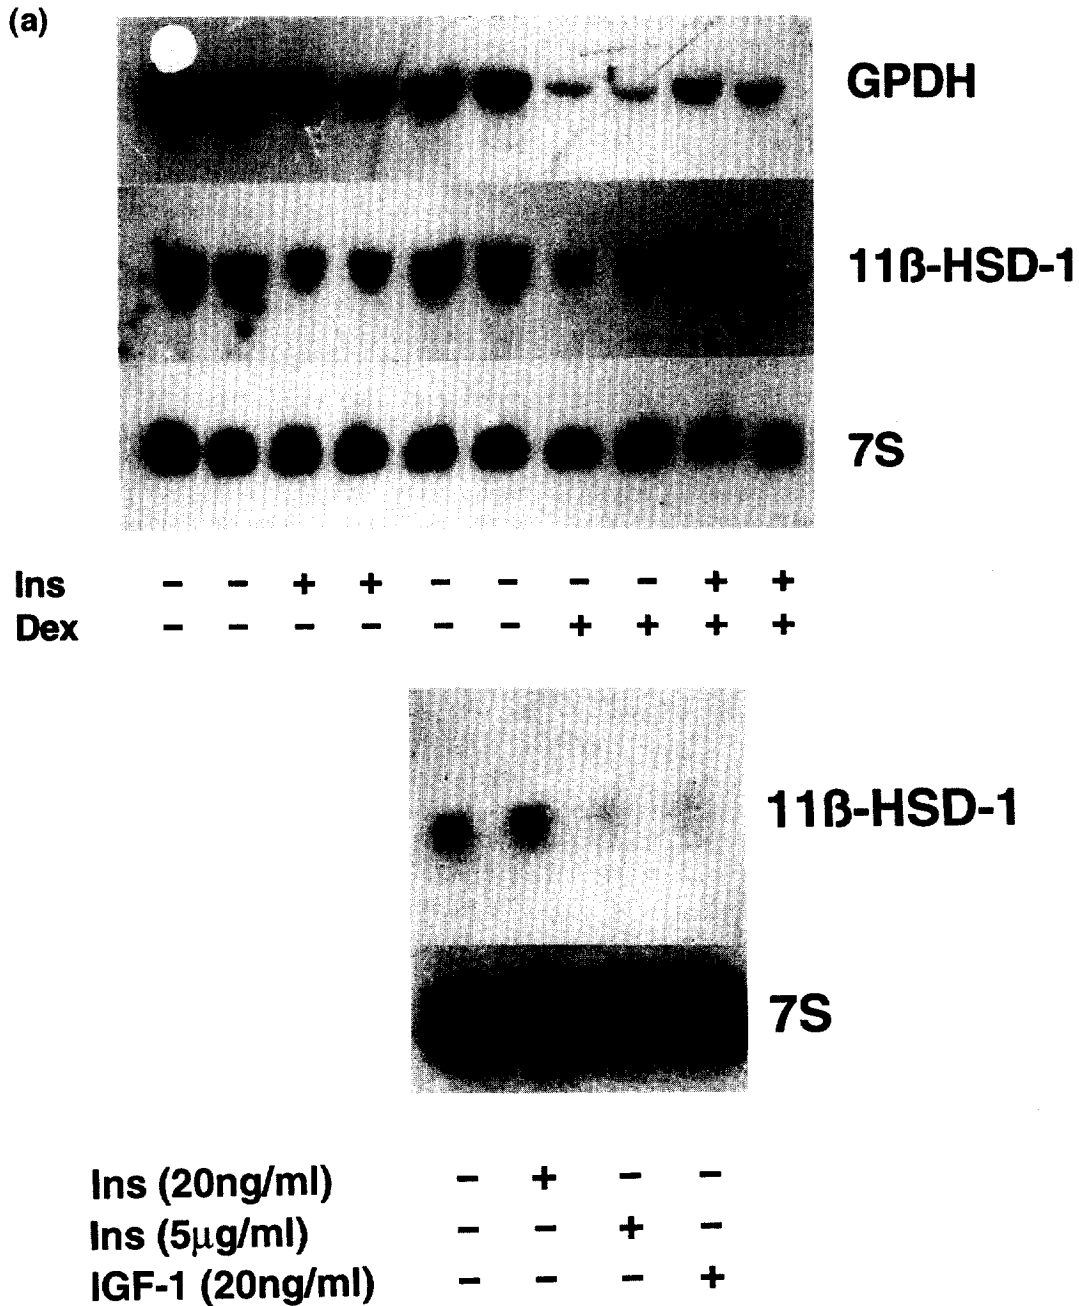 (a)
GPDH
11ß-HSD-1
7S
Ins − − + + − − − − + +
Dex − − − − − − + + + +
11ß-HSD-1
7S
Ins (20ng/ml) − + − −
Ins (5µg/ml) − − + −
IGF-1 (20ng/ml) − − − +